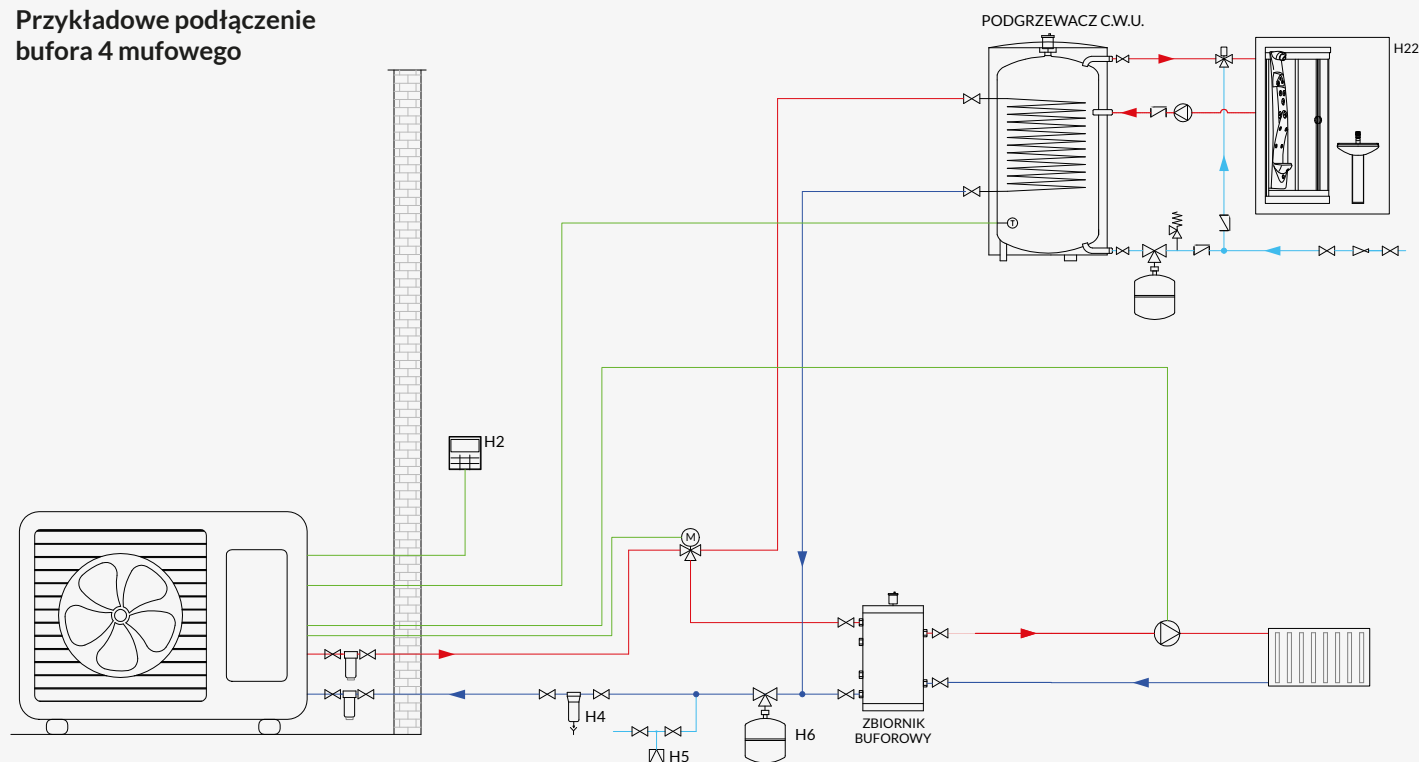 Przykładowe podłączenie
bufora 4 mufowego
PODGRZEWACZ C.W.U.
H22
T
H2
M
H4
H5
H6
ZBIORNIK
BUFOROWY